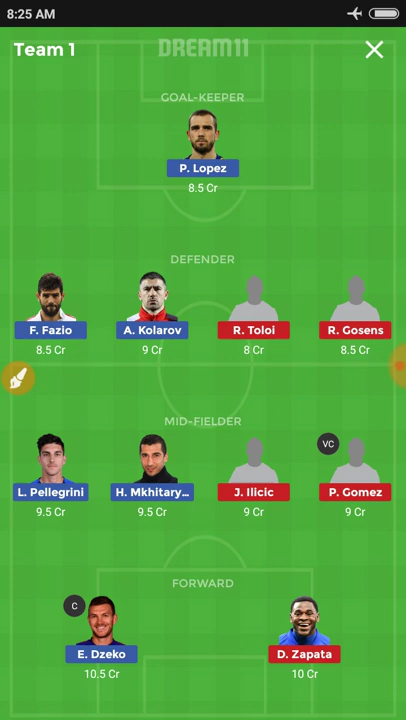 8:25 AM
Team 1
DREAM11
GOAL-KEEPER
P. Lopez
8.5 Cr
DEFENDER
F. Fazio
A. Kolarov
R. Toloi
R. Gosens
8.5 Cr
9 Cr
8 Cr
8.5 Cr
MID-FIELDER
VC
L. Pellegrini
H. Mkhitary...
J. Ilicic
P. Gomez
9.5 Cr
9.5 Cr
9 Cr
9 Cr
FORWARD
C
E. Dzeko
D. Zapata
10.5 Cr
10 Cr